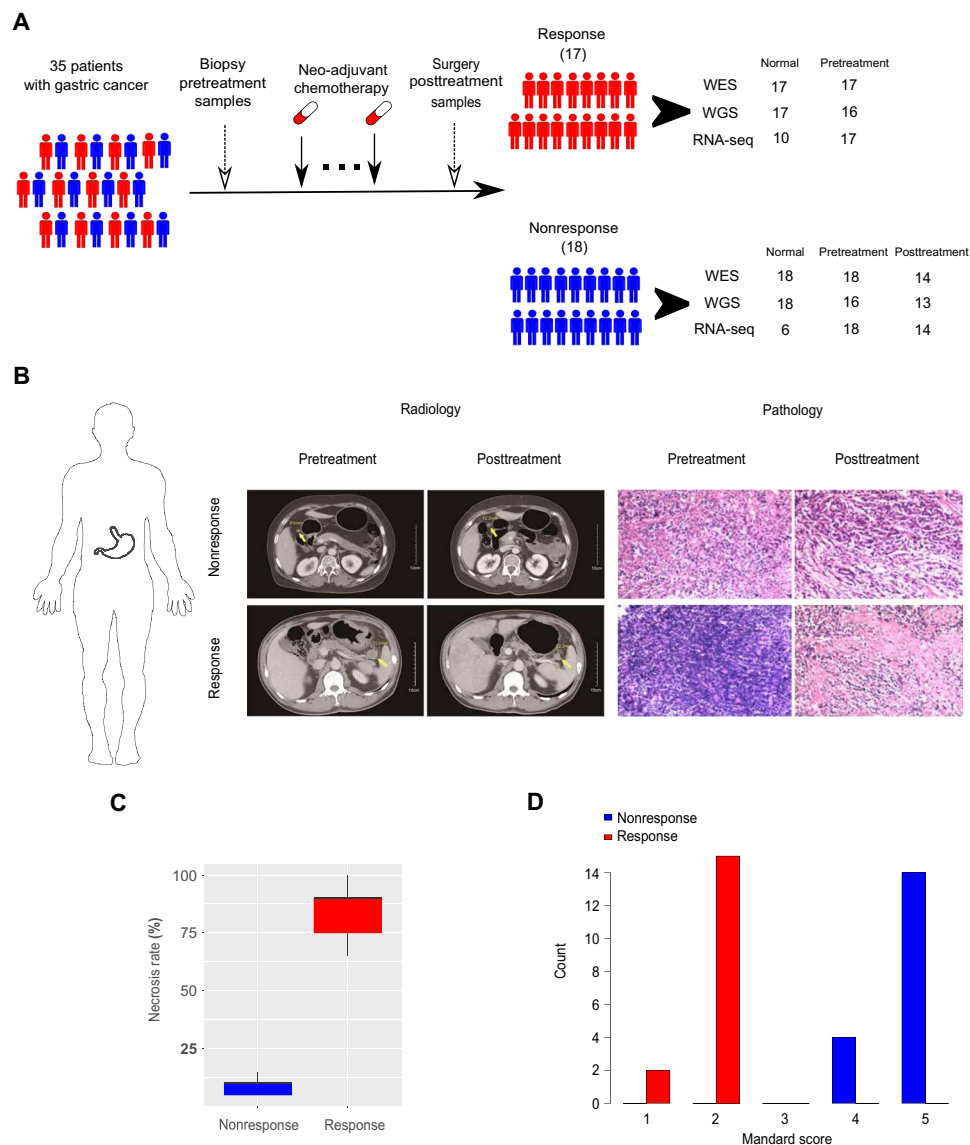 A
35 patients
with gastric cancer
Biopsy
pretreatment
samples
Neo-adjuvant
chemotherapy
Surgery
posttreatment
samples
Response
(17)
Normal Pretreatment
WES 17 17
WGS 17 16
RNA-seq 10 17
Nonresponse
(18)
Normal Pretreatment Posttreatment
WES 18 18 14
WGS 18 16 13
RNA-seq 6 18 14
B
Radiology Pathology
Pretreatment Posttreatment Pretreatment Posttreatment
Nonresponse
10cm 10cm
Response
10cm 10cm
C
Necrosis rate (%)
100
75
50
25
Nonresponse Response
D
Nonresponse
Response
Count
14
12
10
8
6
4
2
0
1 2 3 4 5
Mandard score